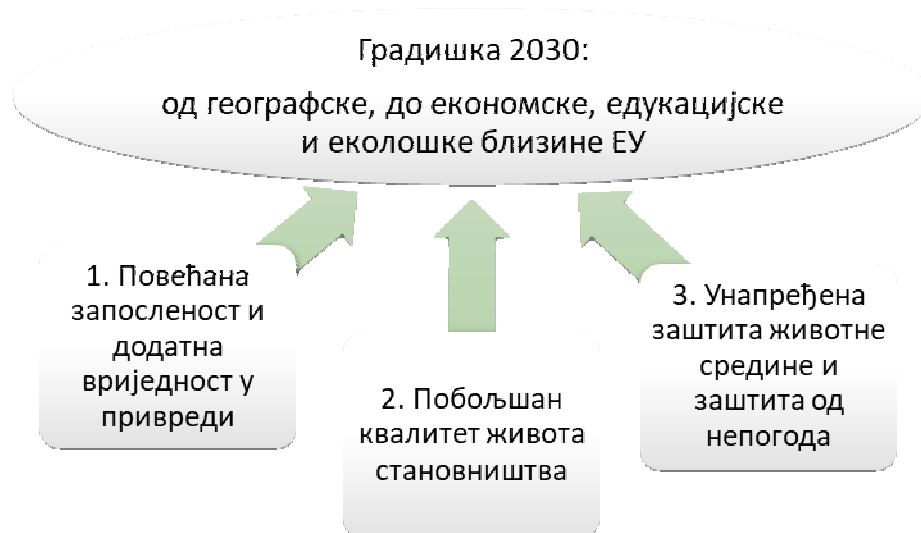 Градишка 2030:
од географске, до економске, едукацијске
и еколошке близине ЕУ
1. Повећана
запосленост и
додатна
вриједност у
привреди
2. Побољшан
квалитет живота
становништва
3. Унапређена
заштита животне
средине и
заштита од
непогода